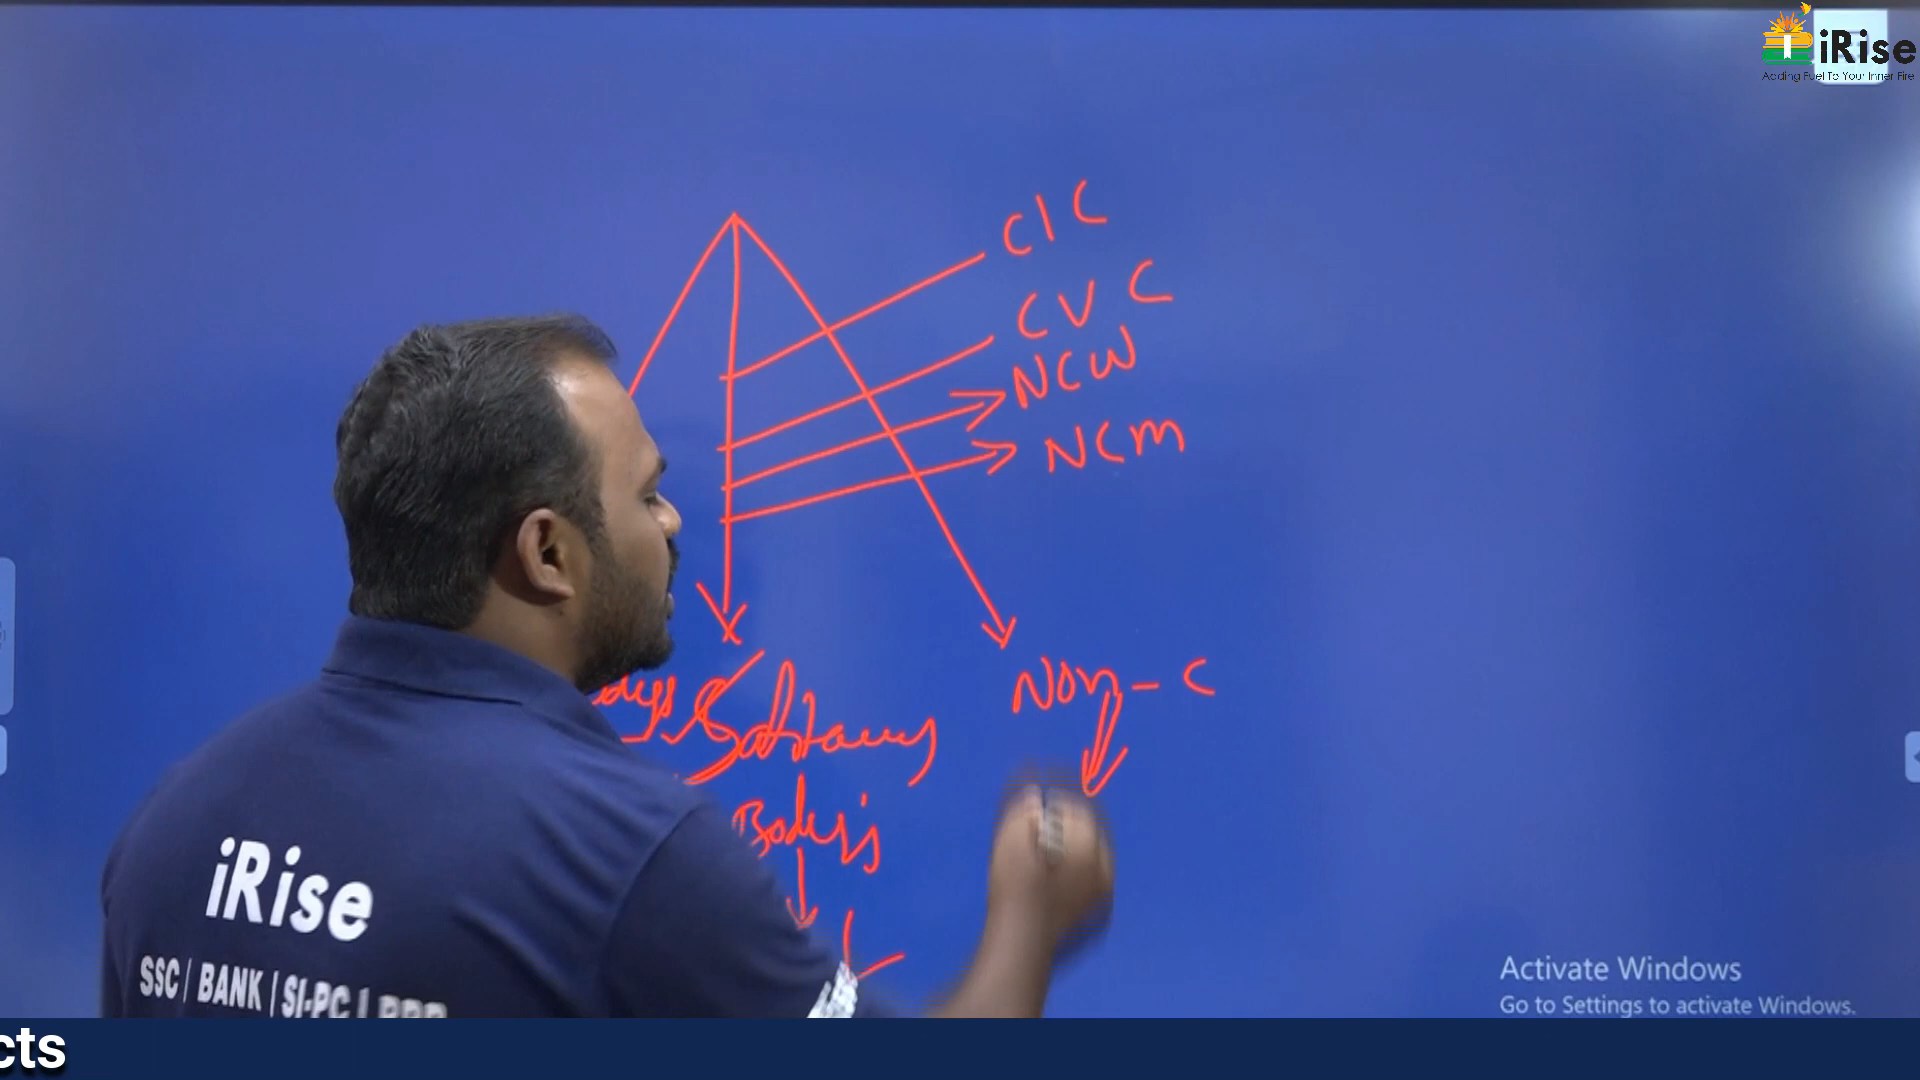 iRise
Adding Fuel To Your Inner Fire
CIC
CVC
NCW
NCM
Non-C
Body's
iRise
SSC | BANK | SI-PC |
Activate Windows
Go to Settings to activate Windows.
cts